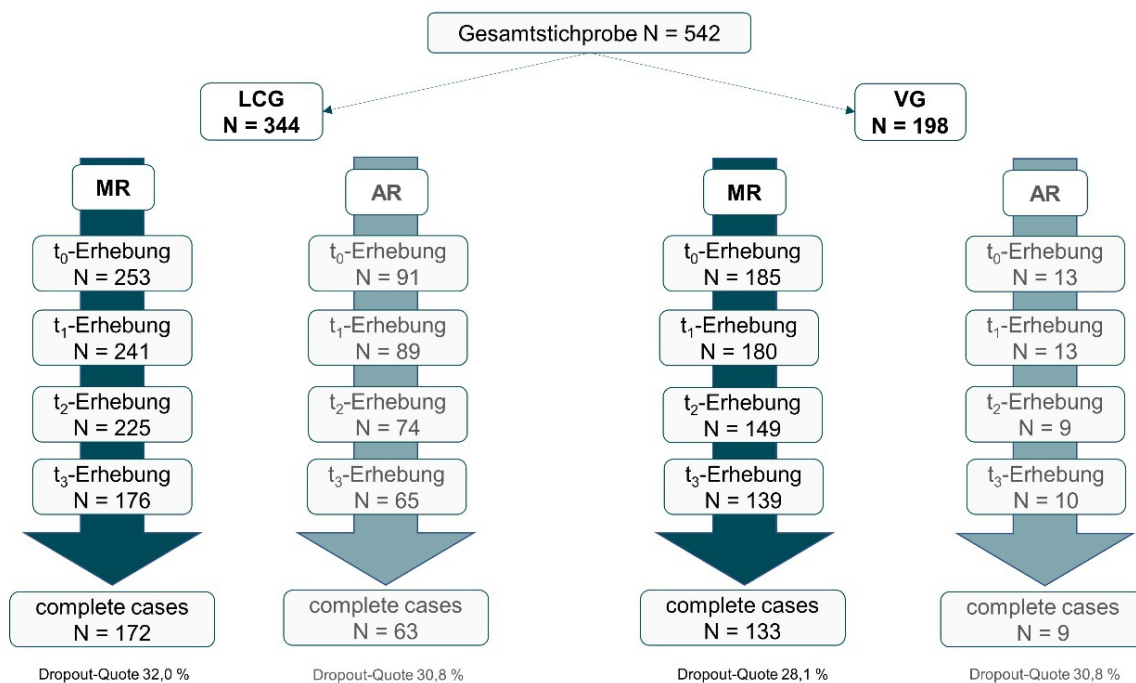 Gesamtstichprobe N = 542
LCG
N = 344
VG
N = 198
MR
t₀-Erhebung
N = 253
t₁-Erhebung
N = 241
t₂-Erhebung
N = 225
t₃-Erhebung
N = 176
complete cases
N = 172
Dropout-Quote 32,0 %
AR
t₀-Erhebung
N = 91
t₁-Erhebung
N = 89
t₂-Erhebung
N = 74
t₃-Erhebung
N = 65
complete cases
N = 63
Dropout-Quote 30,8 %
MR
t₀-Erhebung
N = 185
t₁-Erhebung
N = 180
t₂-Erhebung
N = 149
t₃-Erhebung
N = 139
complete cases
N = 133
Dropout-Quote 28,1 %
AR
t₀-Erhebung
N = 13
t₁-Erhebung
N = 13
t₂-Erhebung
N = 9
t₃-Erhebung
N = 10
complete cases
N = 9
Dropout-Quote 30,8 %